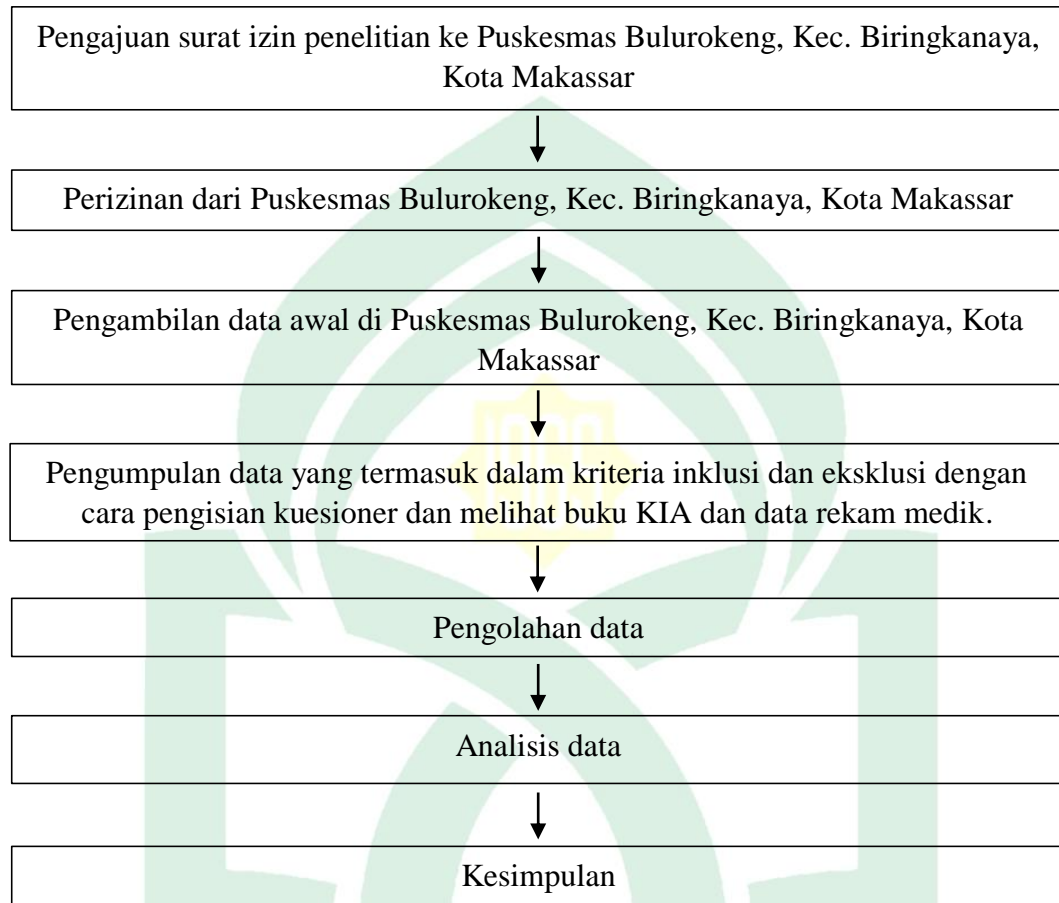 Pengajuan surat izin penelitian ke Puskesmas Bulurokeng, Kec. Biringkanaya,
Kota Makassar
Perizinan dari Puskesmas Bulurokeng, Kec. Biringkanaya, Kota Makassar
Pengambilan data awal di Puskesmas Bulurokeng, Kec. Biringkanaya, Kota
Makassar
Pengumpulan data yang termasuk dalam kriteria inklusi dan eksklusi dengan
cara pengisian kuesioner dan melihat buku KIA dan data rekam medik.
Pengolahan data
Analisis data
Kesimpulan